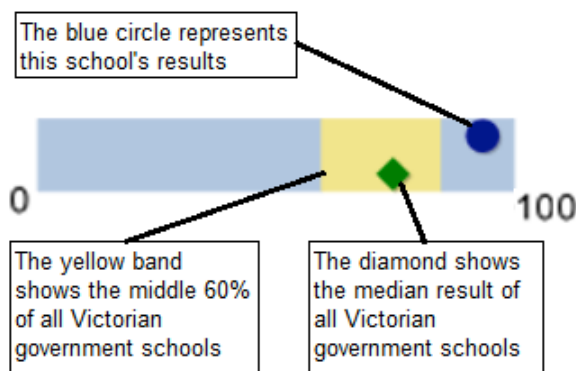 The blue circle represents
this school's results
0
100
The yellow band
shows the middle 60%
of all Victorian
government schools
The diamond shows
the median result of
all Victorian
government schools